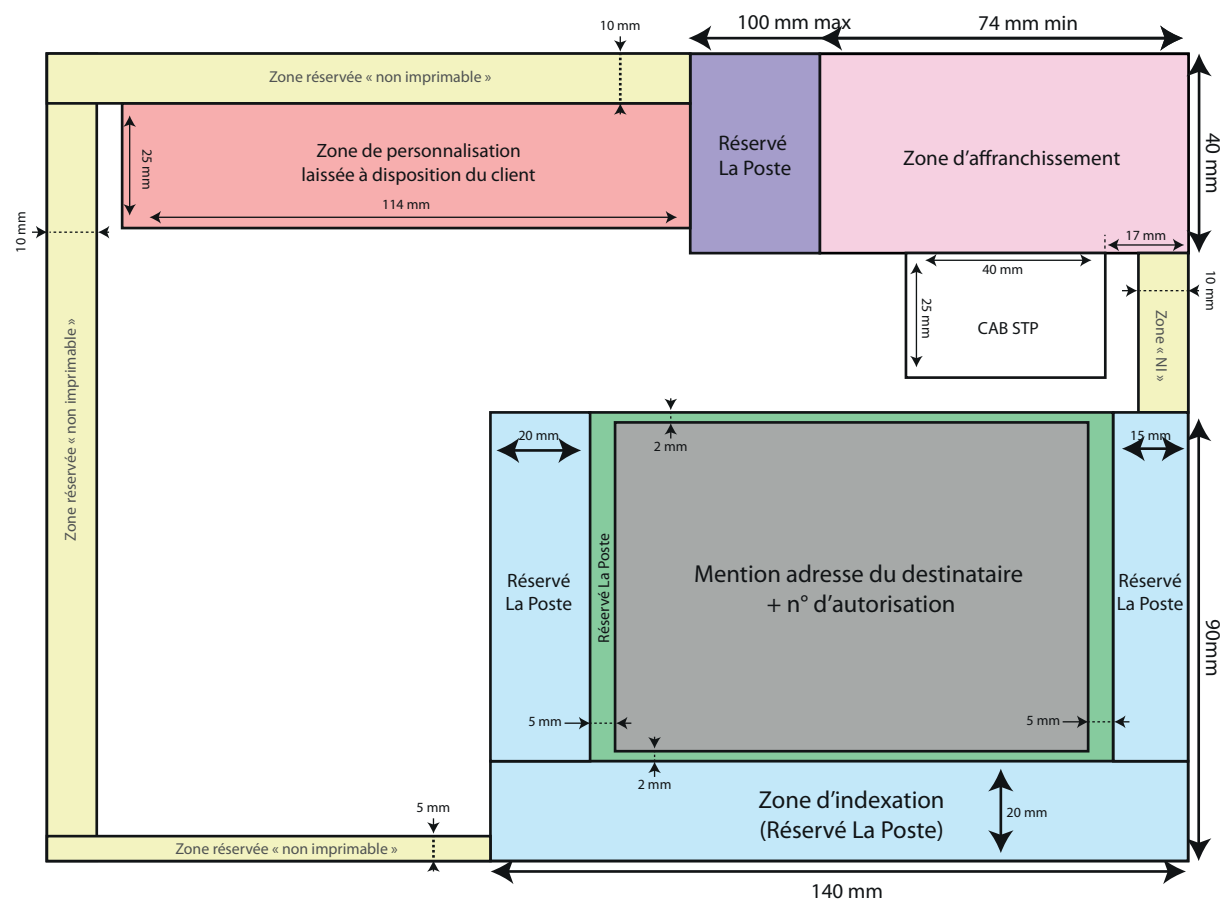 100 mm max
74 mm min
10 mm
Zone réservée « non imprimable »
Réservé
La Poste
Zone d'affranchissement
40 mm
Zone de personnalisation
laissée à disposition du client
25 mm
114 mm
10 mm
17 mm
40 mm
25 mm
CAB STP
10 mm
Zone « NI »
Zone réservée « non imprimable »
20 mm
2 mm
15 mm
Réservé
La Poste
Réservé La Poste
Mention adresse du destinataire
+ n° d'autorisation
Réservé
La Poste
90mm
5 mm
5 mm
2 mm
Zone d'indexation
(Réservé La Poste)
20 mm
5 mm
Zone réservée « non imprimable »
140 mm